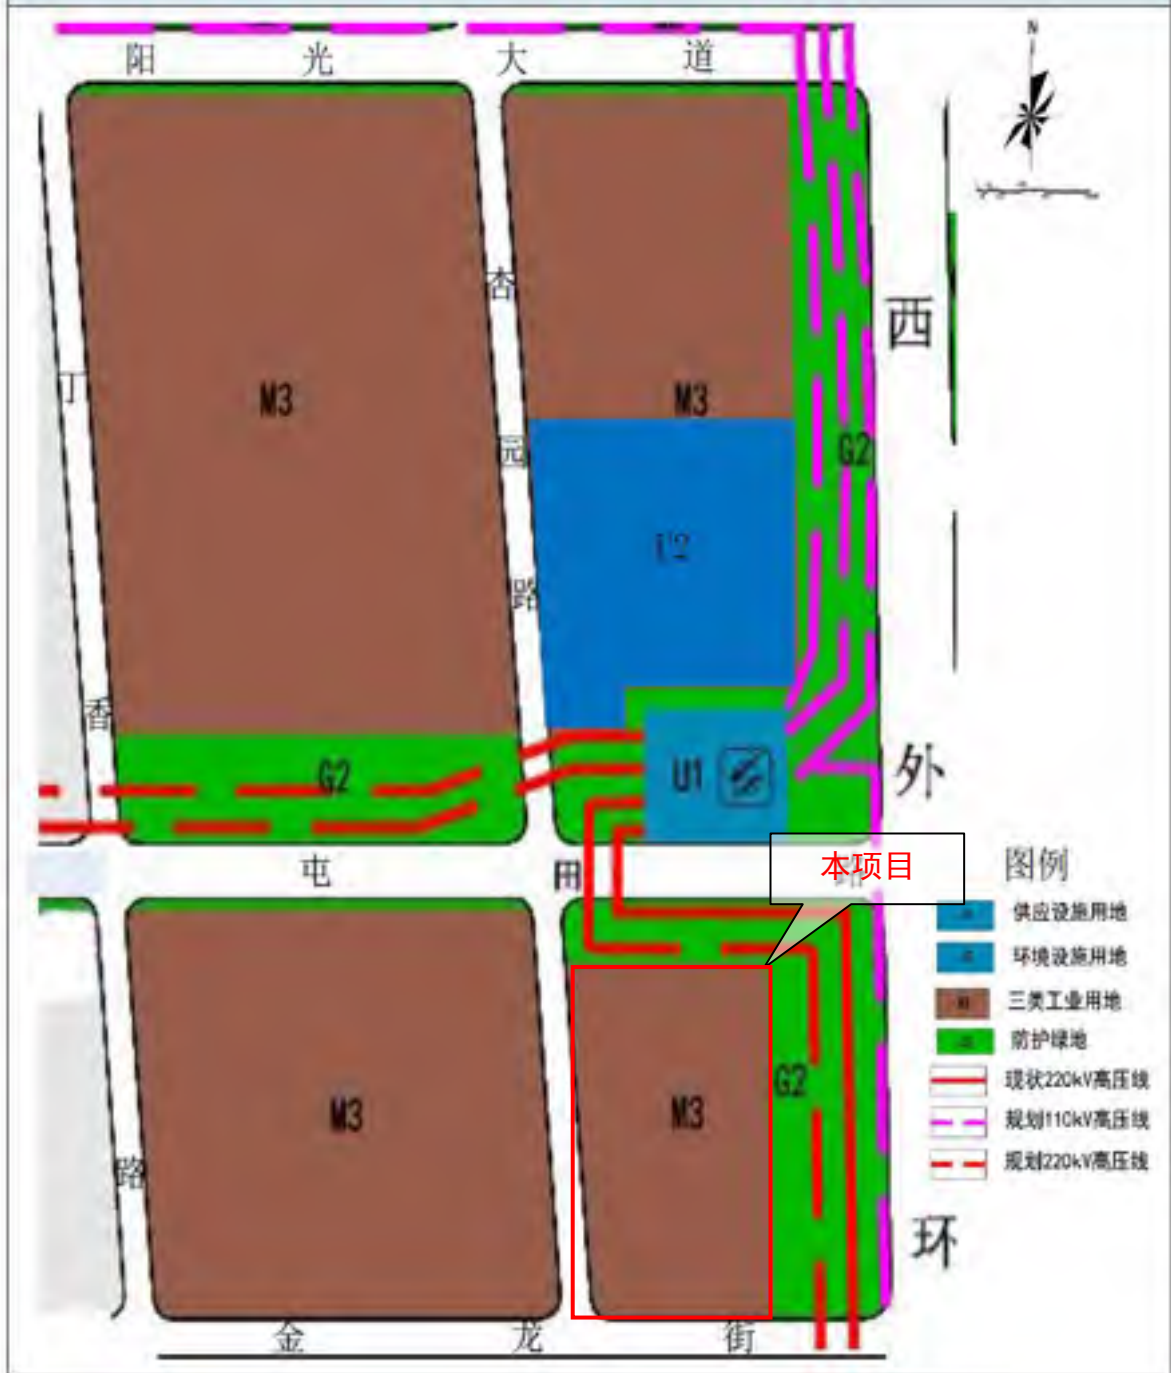 N
阳光大道
杏园路
丁香路
西外环
M3
M3
G2
U1
G2
屯田路
本项目
M3
M3
G2
金龙街
图例
供应设施用地
环境设施用地
三类工业用地
防护绿地
现状220kV高压线
规划110kV高压线
规划220kV高压线